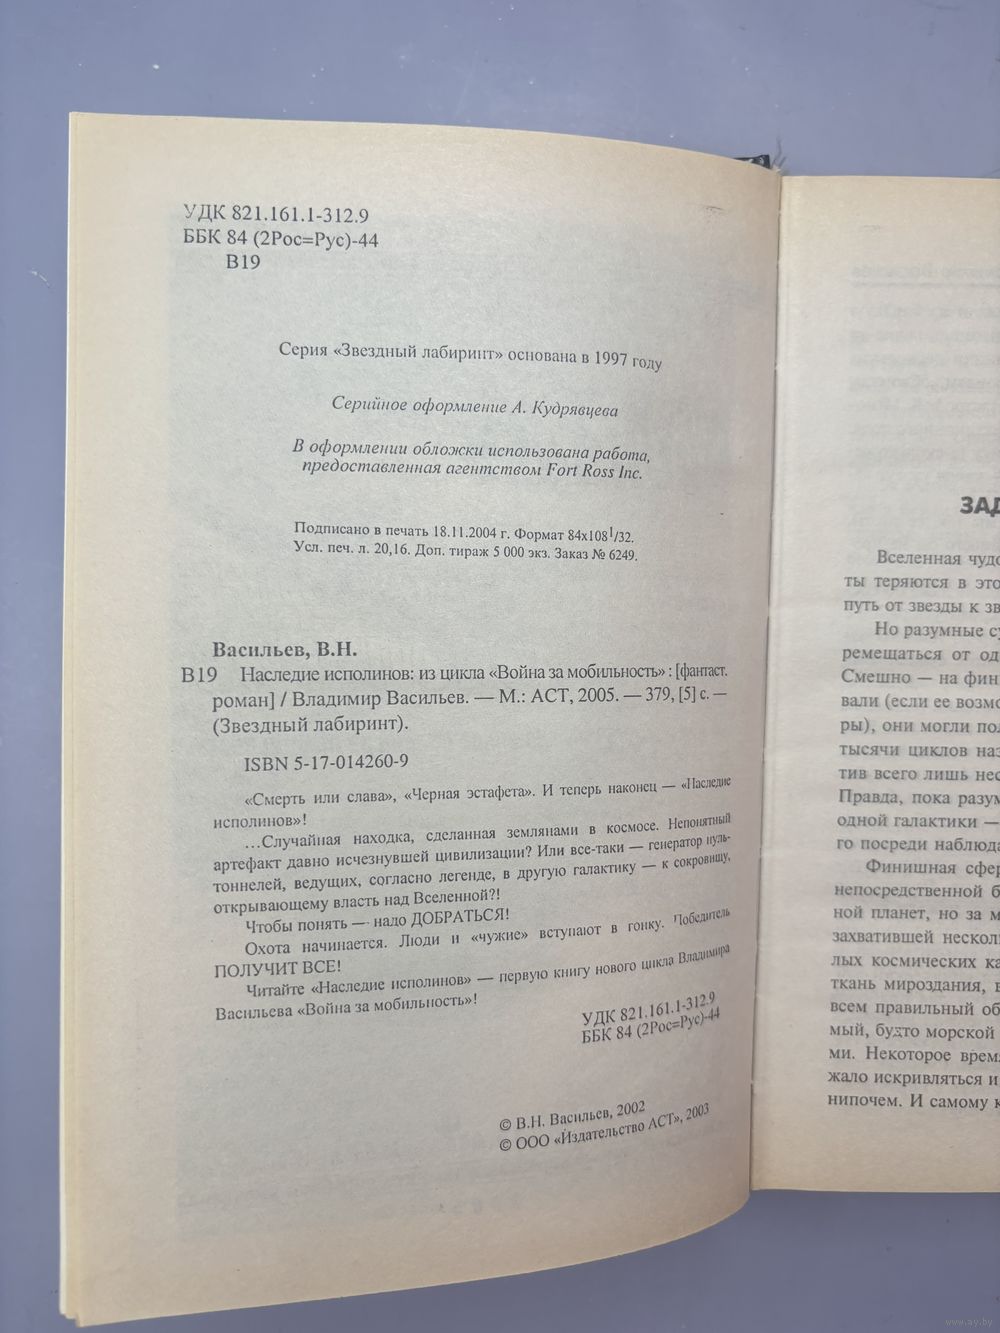 УДК 821.161.1-312.9
ББК 84 (2Рос=Рус)-44
В19
Серия «Звездный лабиринт» основана в 1997 году
Серийное оформление А. Кудрявцева
В оформлении обложки использована работа,
предоставленная агентством Fort Ross Inc.
Подписано в печать 18.11.2004 г. Формат 84х108 1/32.
Усл. печ. л. 20,16. Доп. тираж 5 000 экз. Заказ № 6249.
Васильев, В.Н.
В19 Наследие исполинов: из цикла «Война за мобильность» : [фантаст.
роман] / Владимир Васильев. — М.: АСТ, 2005. — 379, [5] с. —
(Звездный лабиринт).
ISBN 5-17-014260-9
«Смерть или слава», «Черная эстафета». И теперь наконец — «Наследие
исполинов»!
...Случайная находка, сделанная землянами в космосе. Непонятный
артефакт давно исчезнувшей цивилизации? Или все-таки — генератор нуль-
тоннелей, ведущих, согласно легенде, в другую галактику — к сокровищу,
открывающему власть над Вселенной?!
Чтобы понять — надо ДОБРАТЬСЯ!
Охота начинается. Люди и «чужие» вступают в гонку. Победитель
ПОЛУЧИТ ВСЕ!
Читайте «Наследие исполинов» — первую книгу нового цикла Владимира
Васильева «Война за мобильность»!
УДК 821.161.1-312.9
ББК 84 (2Рос=Рус)-44
© В.Н. Васильев, 2002
© ООО «Издательство АСТ», 2003
ЗАД
Вселенная чудо
ты теряются в это
путь от звезды к зв
Но разумные су
ремещаться от од
Смешно — на фин
вали (если ее возмо
ры), они могли пол
тысячи циклов наз
тив всего лишь нес
Правда, пока разум
одной галактики —
го посреди наблюда
Финишная сфер
непосредственной б
ной планет, но за м
захватившей нескол
лых космических ка
ткань мироздания, в
всем правильный об
мый, будто морской
ми. Некоторое врем
жало искривляться и
нипочем. И самому к
www.ay.by